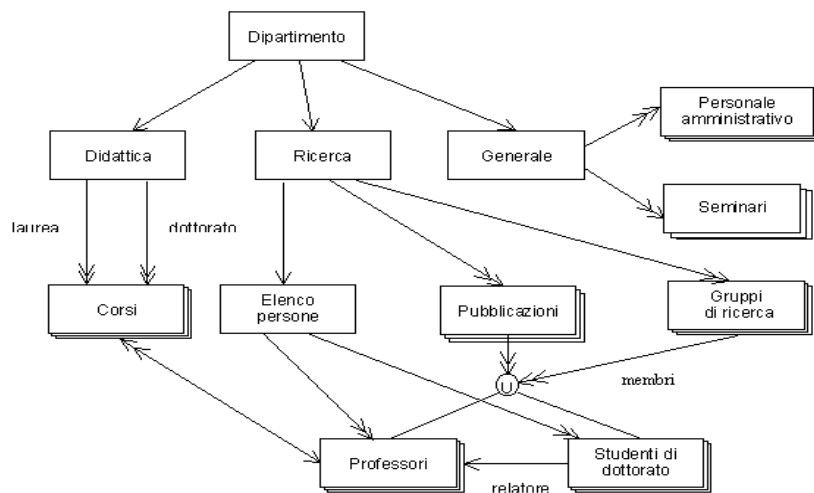 Dipartimento
Personale
amministrativo
Didattica
Ricerca
Generale
Seminari
laurea
dottorato
Corsi
Elenco
persone
Pubblicazioni
Gruppi
di ricerca
membri
U
Professori
Studenti di
dottorato
relatore